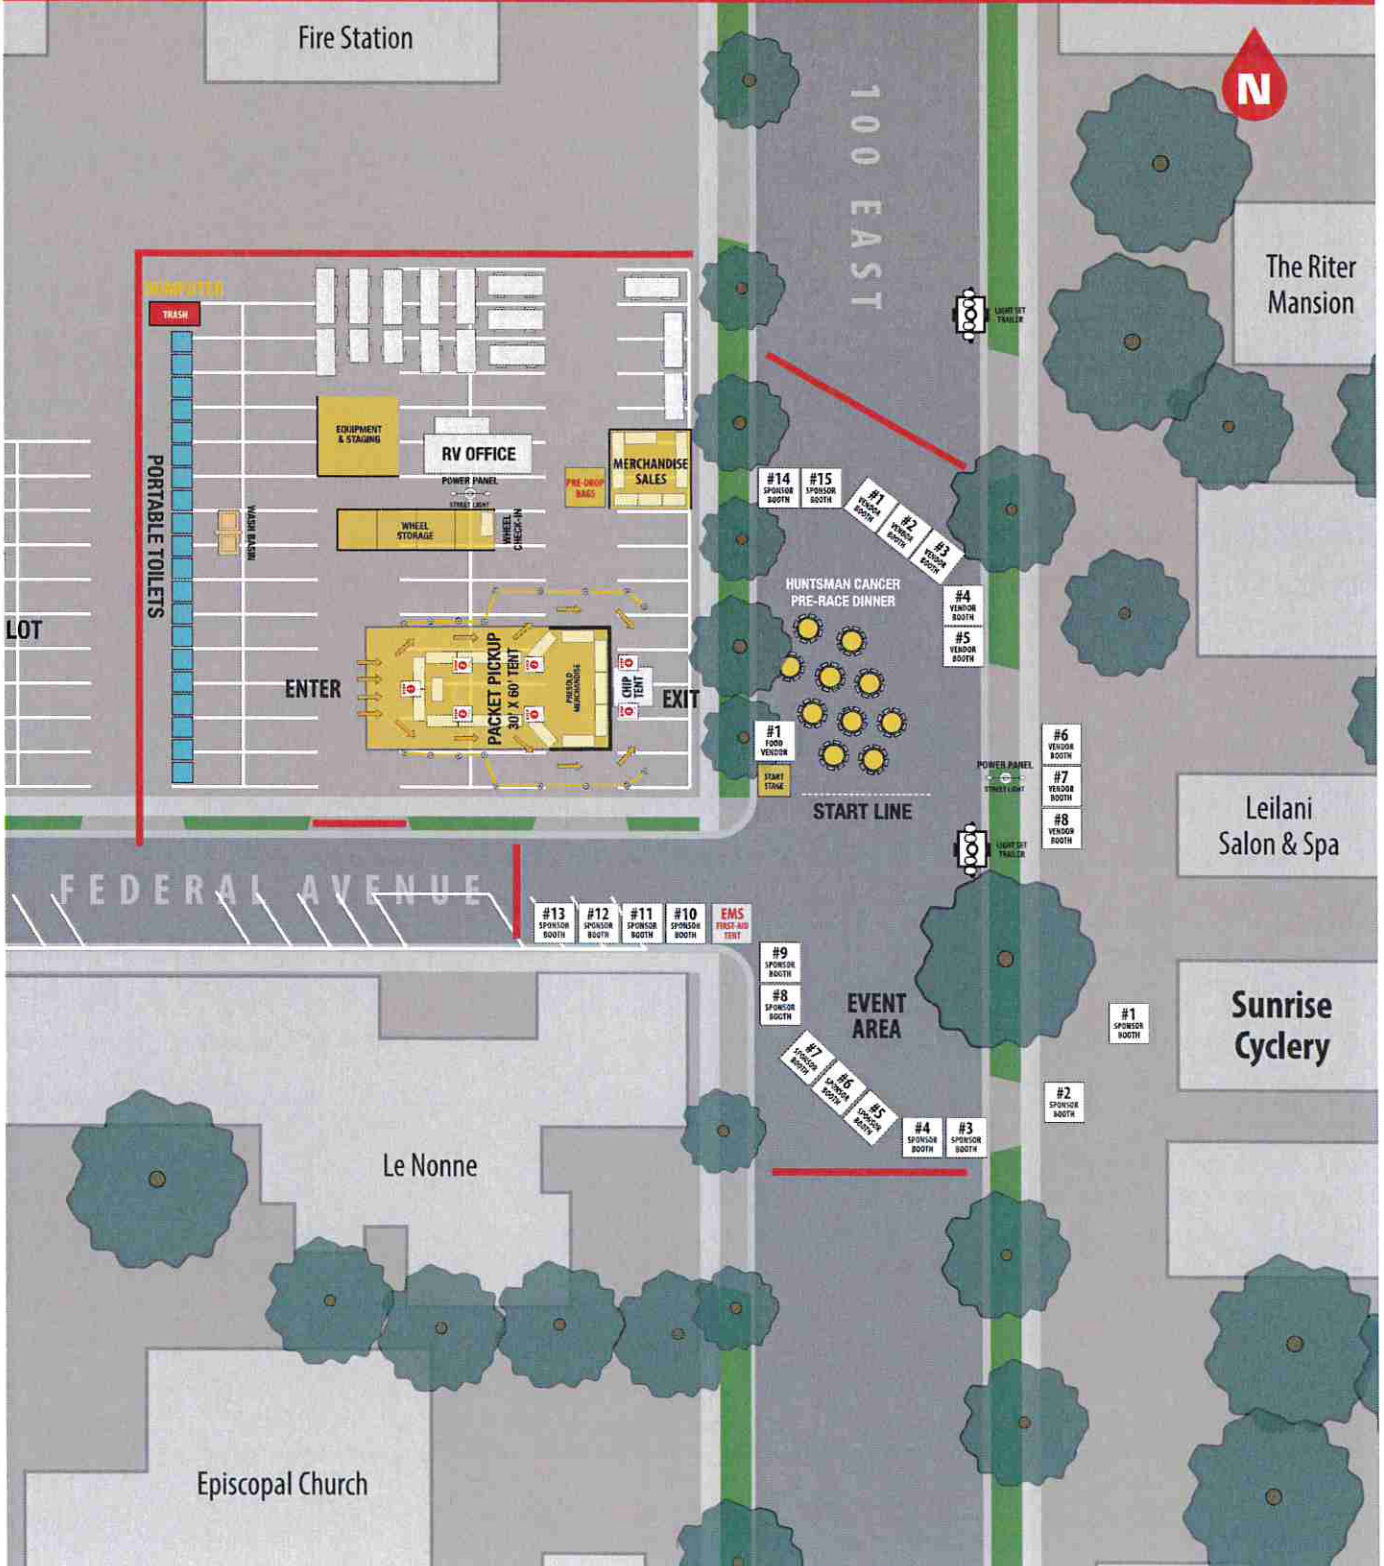 Fire Station
N
100 EAST
The Riter
Mansion
DUMPSTER
TRASH
LIGHT SET
TRAILER
EQUIPMENT
& STAGING
RV OFFICE
MERCHANDISE
SALES
PRE-DROP
BAGS
POWER PANEL
STREET LIGHT
PORTABLE TOILETS
WASH BASIN
WHEEL
STORAGE
WHEEL
CHECK-IN
#14
SPONSOR
BOOTH
#15
SPONSOR
BOOTH
#1
VENDOR
BOOTH
#2
VENDOR
BOOTH
#3
VENDOR
BOOTH
#4
VENDOR
BOOTH
#5
VENDOR
BOOTH
HUNTSMAN CANCER
PRE-RACE DINNER
LOT
ENTER
PACKET PICKUP
30' X 60' TENT
PRESOLD
MERCHANDISE
CHIP
TENT
EXIT
#1
FOOD
VENDOR
START
STAGE
#6
VENDOR
BOOTH
#7
VENDOR
BOOTH
#8
VENDOR
BOOTH
POWER PANEL
STREET LIGHT
START LINE
LIGHT SET
TRAILER
Leilani
Salon & Spa
FEDERAL AVENUE
#13
SPONSOR
BOOTH
#12
SPONSOR
BOOTH
#11
SPONSOR
BOOTH
#10
SPONSOR
BOOTH
EMS
FIRST-AID
TENT
#9
SPONSOR
BOOTH
#8
SPONSOR
BOOTH
EVENT
AREA
#7
SPONSOR
BOOTH
#6
SPONSOR
BOOTH
#5
SPONSOR
BOOTH
#4
SPONSOR
BOOTH
#3
SPONSOR
BOOTH
#1
SPONSOR
BOOTH
#2
SPONSOR
BOOTH
Sunrise
Cyclery
Le Nonne
Episcopal Church